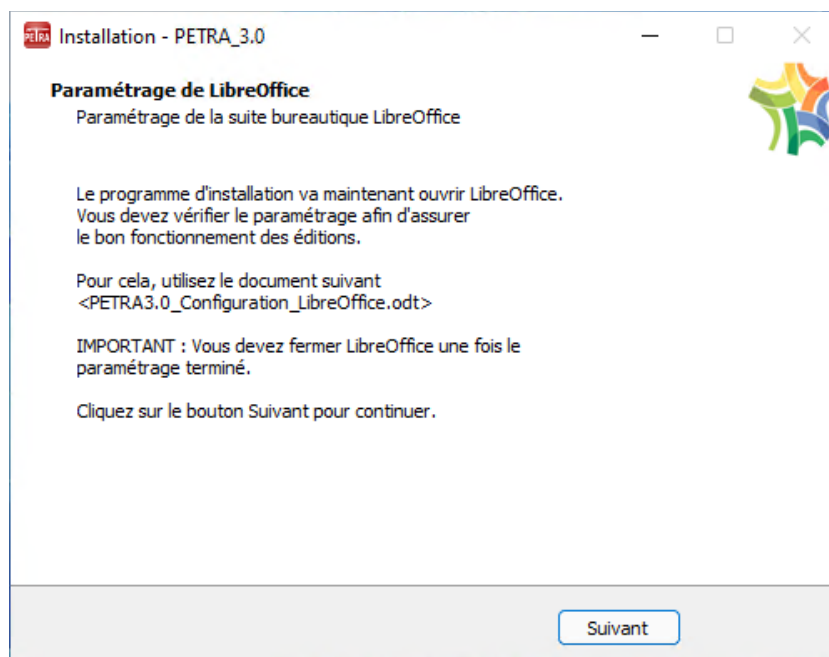 PETRA Installation - PETRA_3.0
Paramétrage de LibreOffice
Paramétrage de la suite bureautique LibreOffice
Le programme d'installation va maintenant ouvrir LibreOffice.
Vous devez vérifier le paramétrage afin d'assurer
le bon fonctionnement des éditions.
Pour cela, utilisez le document suivant
<PETRA3.0_Configuration_LibreOffice.odt>
IMPORTANT : Vous devez fermer LibreOffice une fois le
paramétrage terminé.
Cliquez sur le bouton Suivant pour continuer.
Suivant